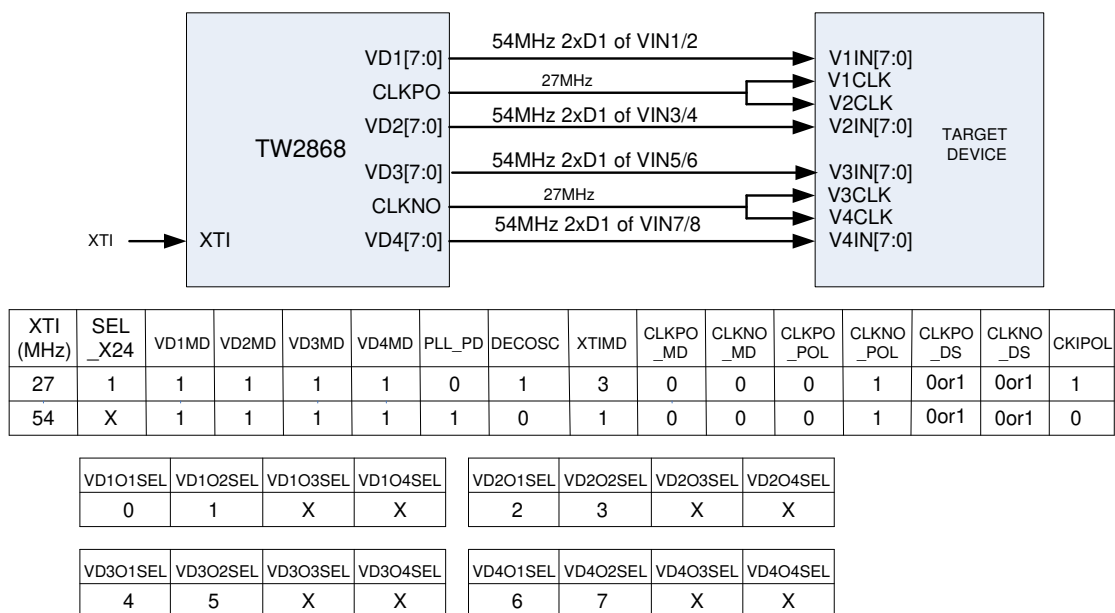 54MHz 2xD1 of VIN1/2
VD1[7:0]
V1IN[7:0]
27MHz
V1CLK
CLKPO
V2CLK
54MHz 2xD1 of VIN3/4
VD2[7:0]
V2IN[7:0]
TW2868
TARGET
DEVICE
54MHz 2xD1 of VIN5/6
VD3[7:0]
V3IN[7:0]
27MHz
V3CLK
CLKNO
V4CLK
54MHz 2xD1 of VIN7/8
XTI
XTI
VD4[7:0]
V4IN[7:0]
XTI (MHz) SEL _X24 VD1MD VD2MD VD3MD VD4MD PLL_PD DECOSC XTIMD CLKPO _MD CLKNO _MD CLKPO _POL CLKNO _POL CLKPO _DS CLKNO _DS CKIPOL
27 1 1 1 1 1 0 1 3 0 0 0 1 0or1 0or1 1
54 X 1 1 1 1 1 0 1 0 0 0 1 0or1 0or1 0
VD1O1SEL VD1O2SEL VD1O3SEL VD1O4SEL VD2O1SEL VD2O2SEL VD2O3SEL VD2O4SEL
0 1 X X 2 3 X X
VD3O1SEL VD3O2SEL VD3O3SEL VD3O4SEL VD4O1SEL VD4O2SEL VD4O3SEL VD4O4SEL
4 5 X X 6 7 X X